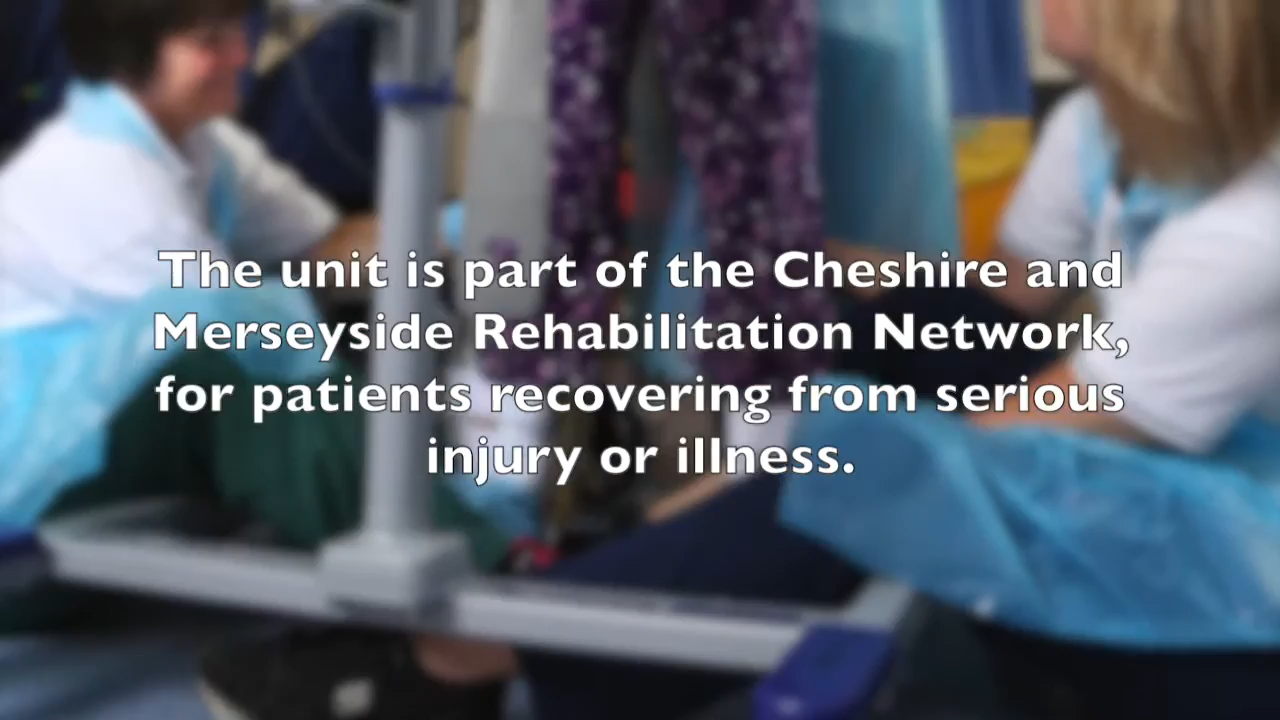 The unit is part of the Cheshire and
Merseyside Rehabilitation Network,
for patients recovering from serious
injury or illness.